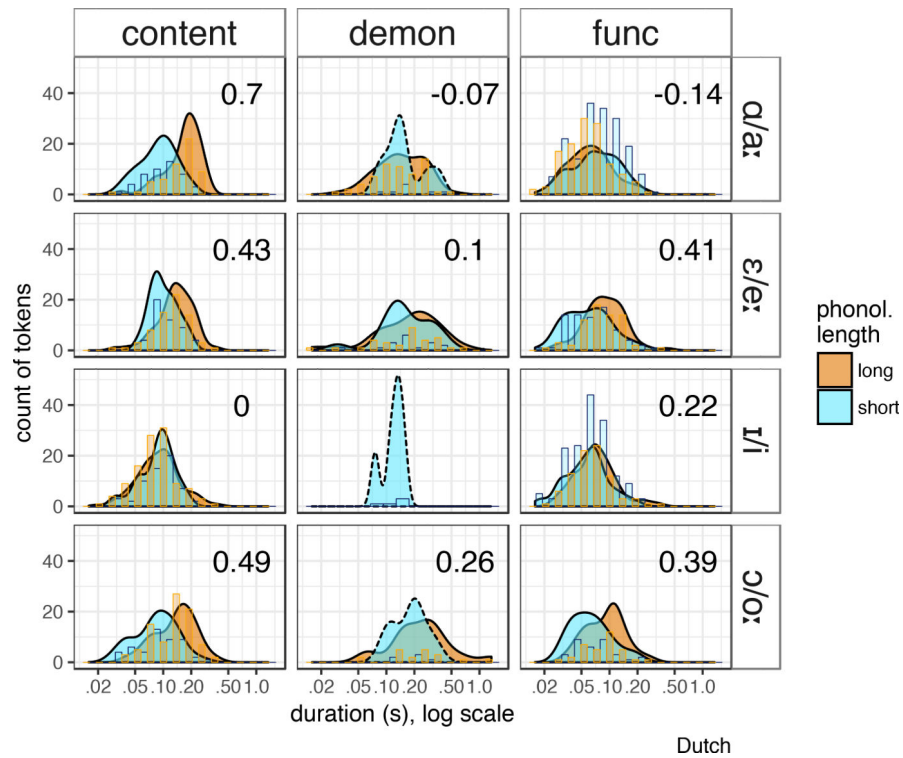 content demon func
count of tokens
40
20
0
0.7 -0.07 -0.14 ɑ/aː
40
20
0
0.43 0.1 0.41 ɛ/eː
40
20
0
0 0.22 ɪ/i
40
20
0
0.49 0.26 0.39 ɔ/oː
.02 .05 .10 .20 .50 1.0 .02 .05 .10 .20 .50 1.0 .02 .05 .10 .20 .50 1.0
duration (s), log scale
phonol.
length
long
short
Dutch